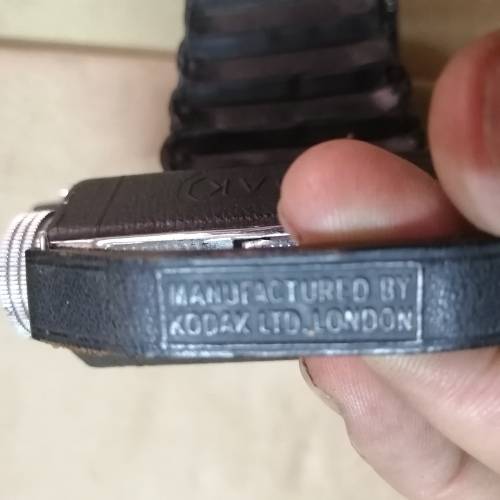 MANUFACTURED BY
KODAK LTD. LONDON